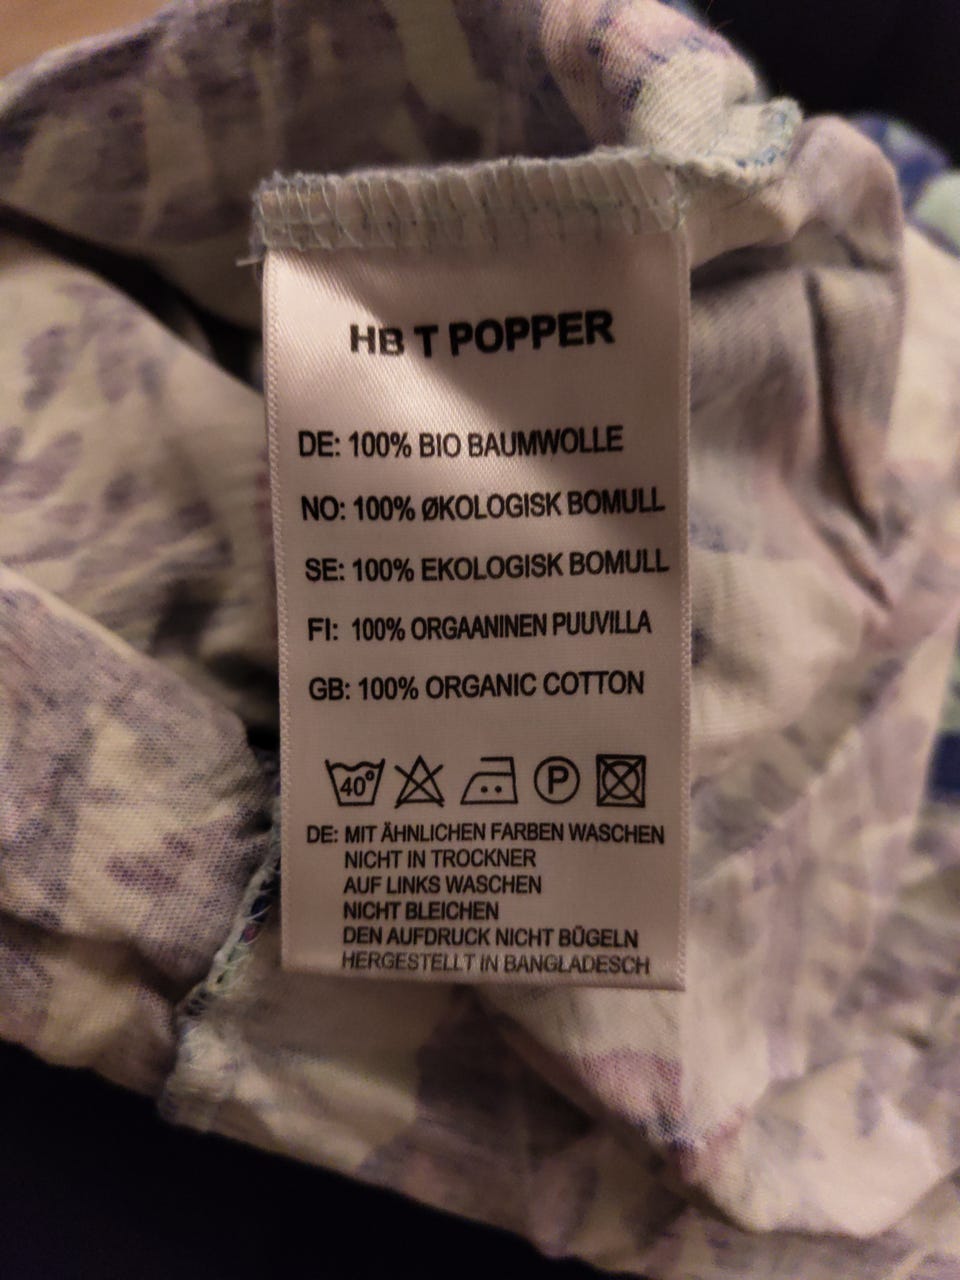 HB T POPPER
DE: 100% BIO BAUMWOLLE
NO: 100% ØKOLOGISK BOMULL
SE: 100% EKOLOGISK BOMULL
FI: 100% ORGAANINEN PUUVILLA
GB: 100% ORGANIC COTTON
40° P
DE: MIT ÄHNLICHEN FARBEN WASCHEN
NICHT IN TROCKNER
AUF LINKS WASCHEN
NICHT BLEICHEN
DEN AUFDRUCK NICHT BÜGELN
HERGESTELLT IN BANGLADESCH